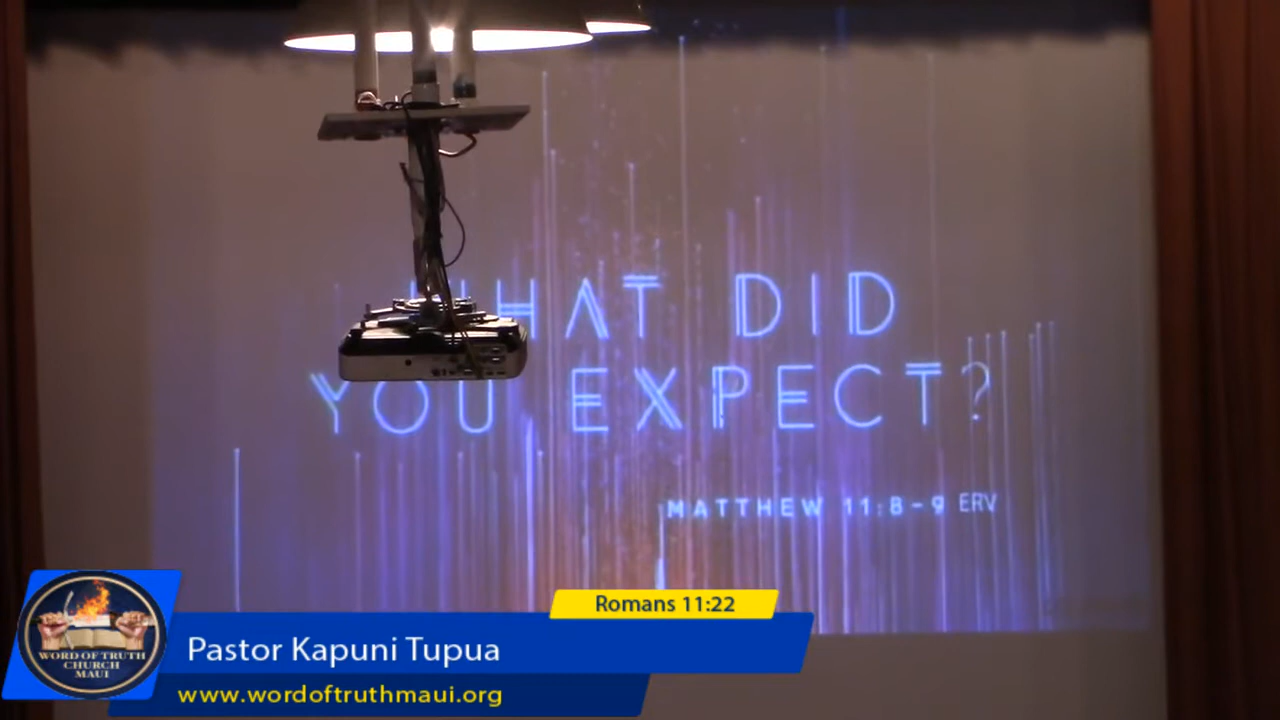 WHAT DID
YOU EXPECT?
MATTHEW 11:8-9 ERV
Romans 11:22
Pastor Kapuni Tupua
www.wordoftruthmaui.org
WORD OF TRUTH
CHURCH
MAUI